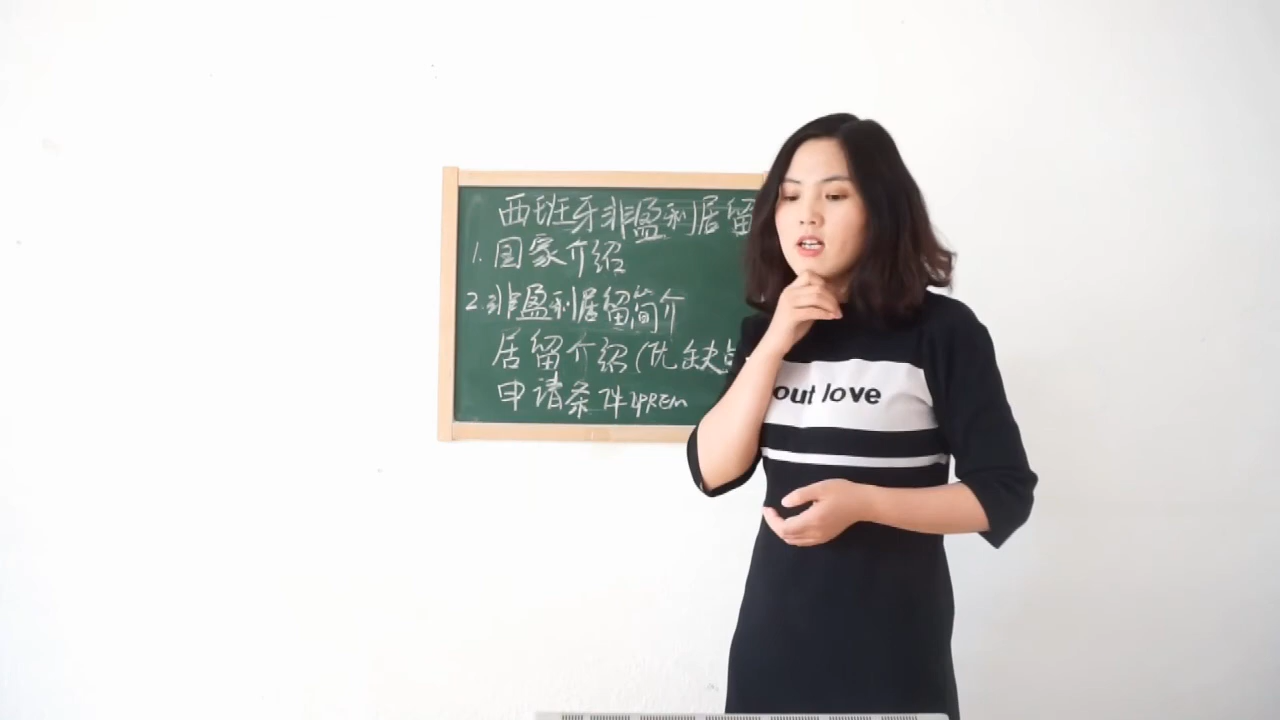 西班牙非盈利居留
1. 国家介绍
2. 非盈利居留简介
居留介绍(优缺点
申请条件 IPREM
out love